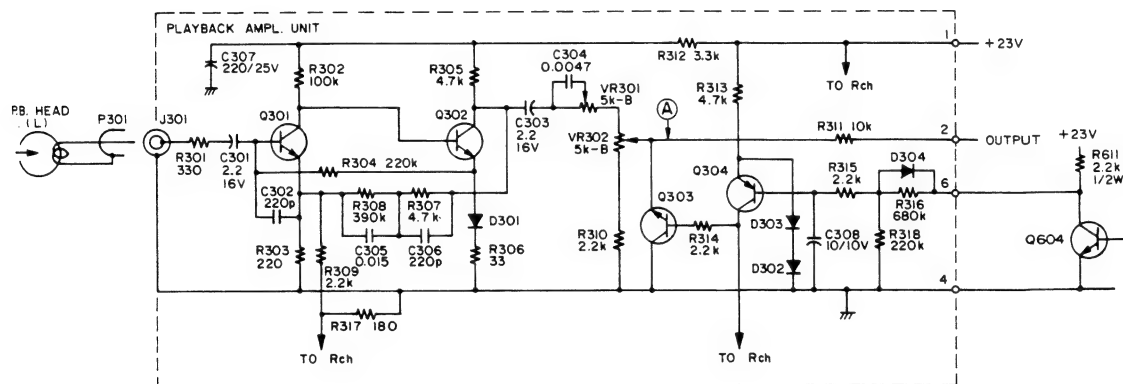 PLAYBACK AMPL. UNIT
C307
220/25V
R302
100k
R305
4.7k
C304
0.0047
R312 3.3k
1
+23V
TO Rch
P.B. HEAD
(L)
P301
J301
Q301
Q302
C303
2.2
16V
VR301
5k-B
R313
4.7k
A
R311 10k
2
OUTPUT
+23V
R301
330
C301
2.2
16V
R304 220k
VR302
5k-B
Q304
R315
2.2k
D304
6
R611
2.2k
1/2W
C302
220p
R308
390k
R307
4.7k
D301
Q303
R316
680k
R303
220
C305
0.015
C306
220p
R306
33
R310
2.2k
R314
2.2k
D303
C308
10/10V
R318
220k
Q604
R309
2.2k
D302
4
R317 180
TO Rch
TO Rch